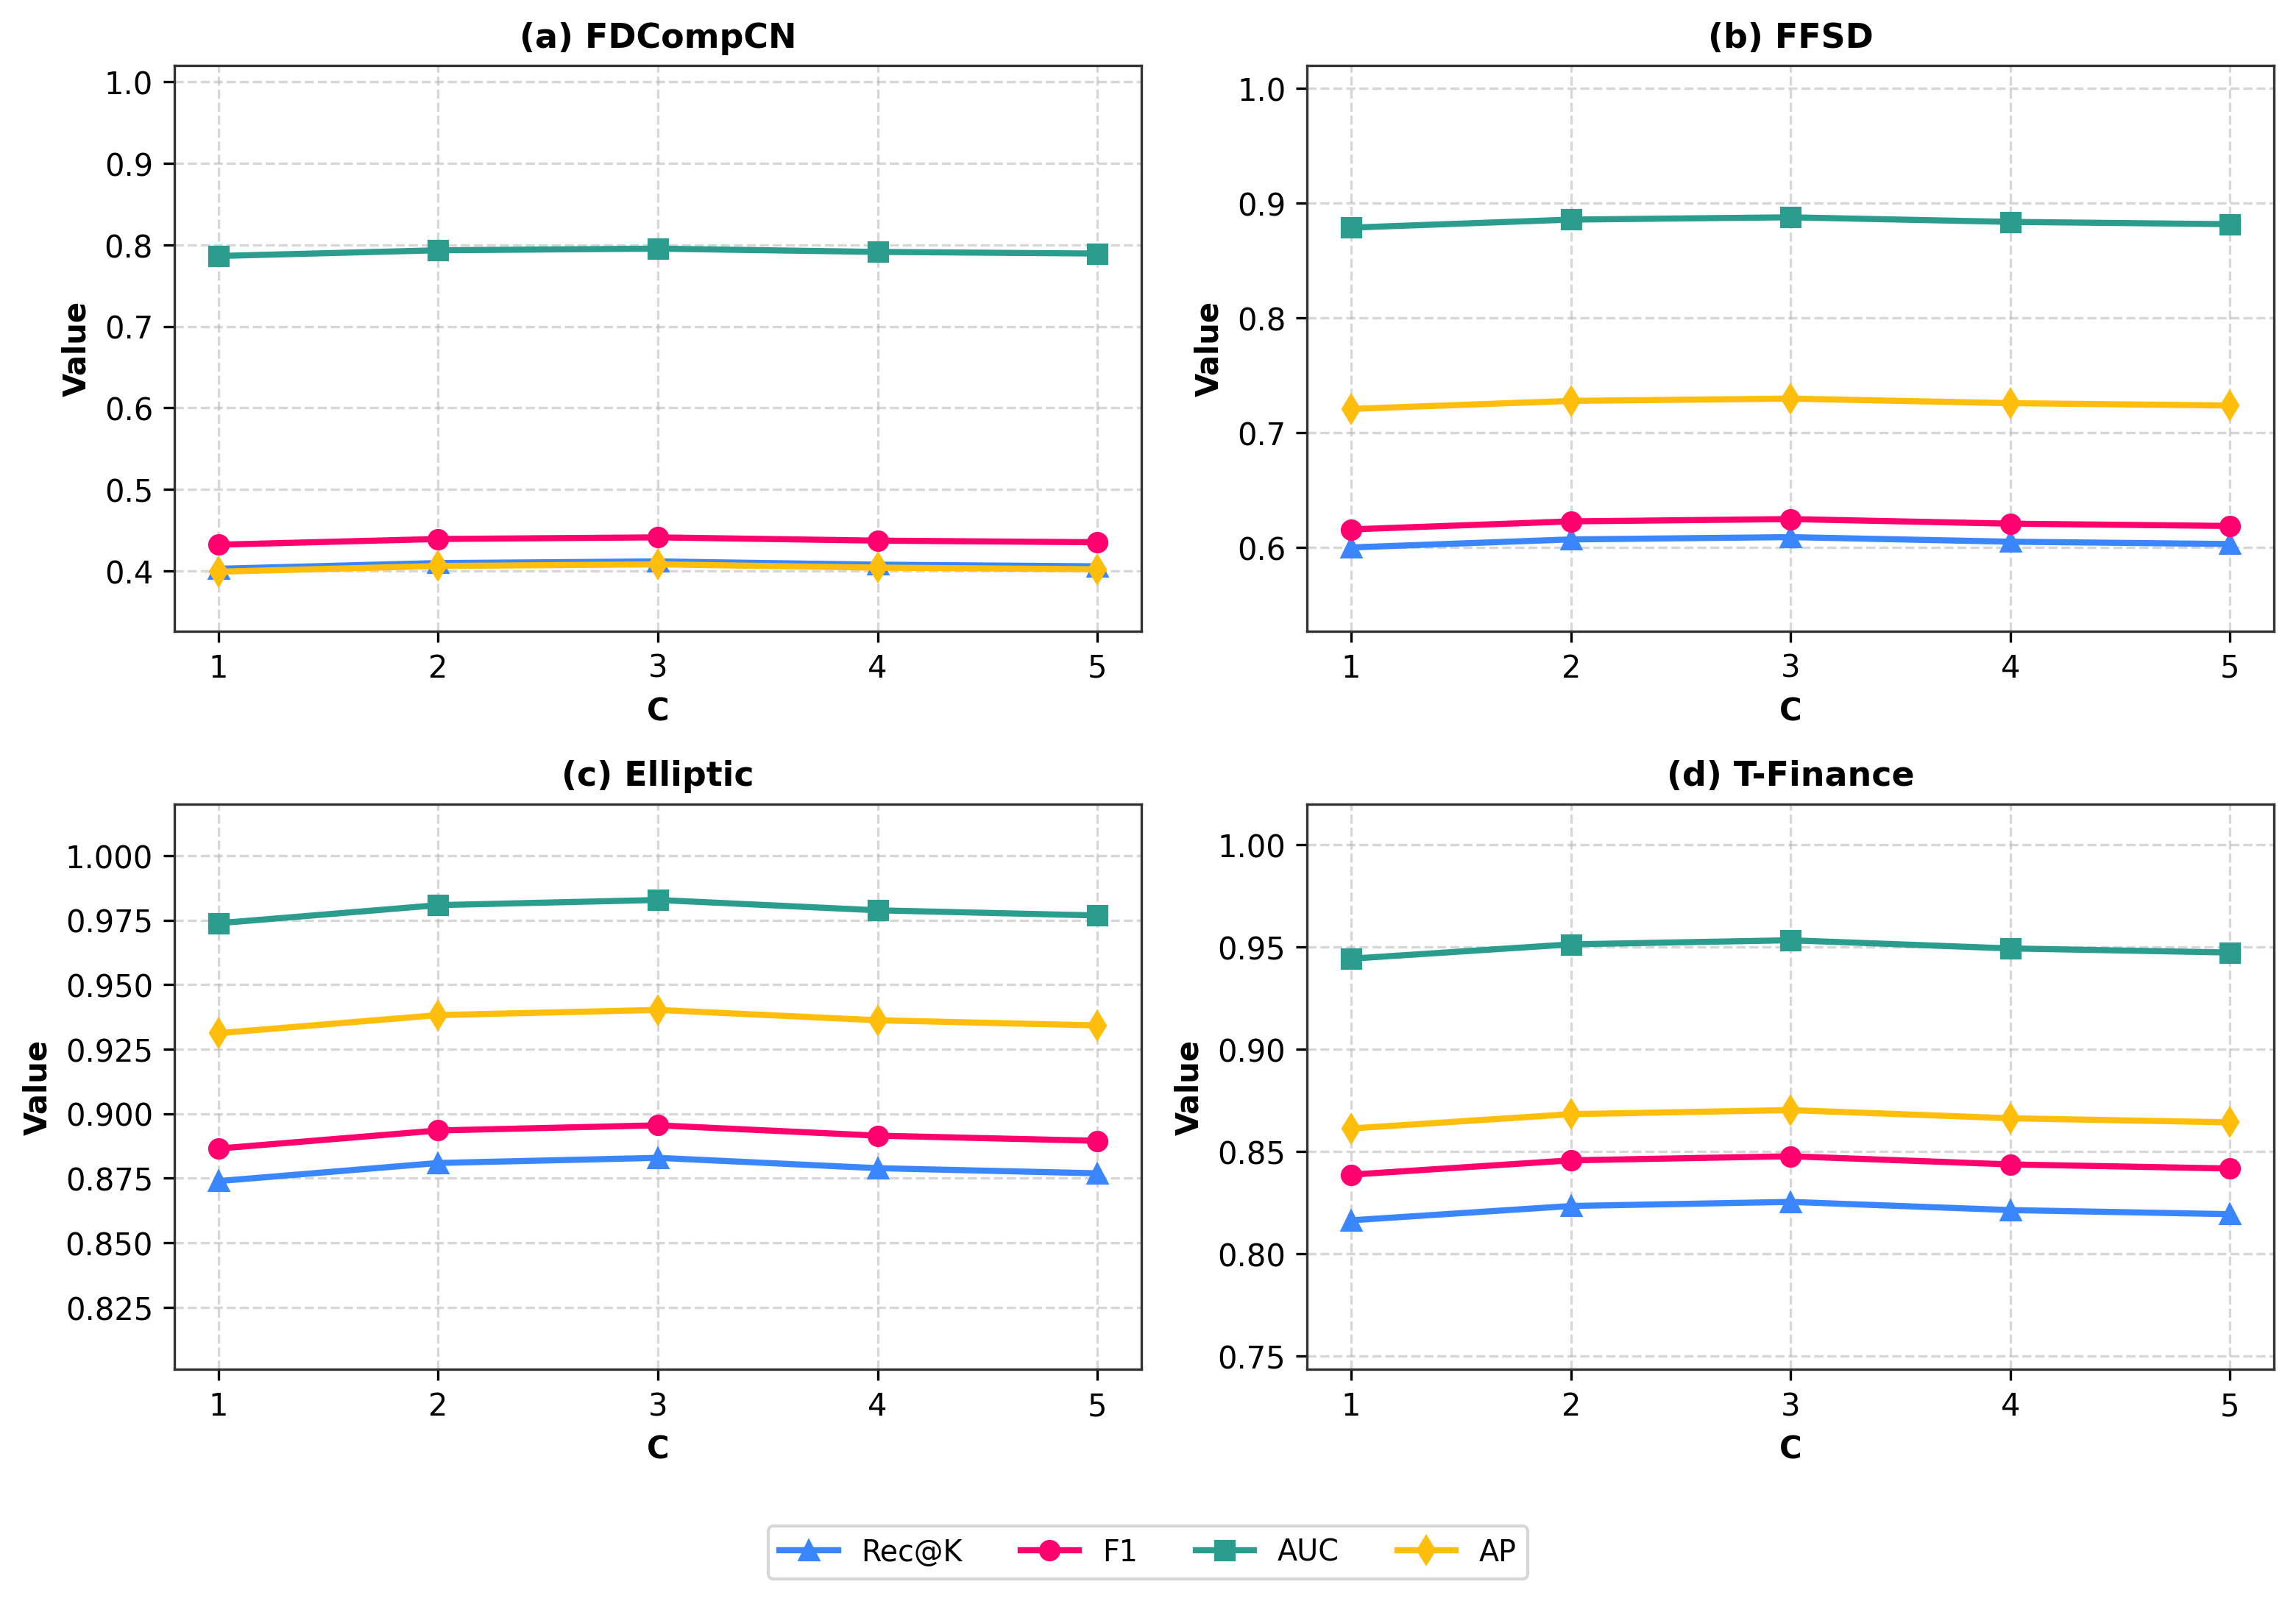 (a) FDCompCN
1.0
0.9
0.8
0.7
0.6
0.5
0.4
Value
1 2 3 4 5
C
(b) FFSD
1.0
0.9
0.8
0.7
0.6
Value
1 2 3 4 5
C
(c) Elliptic
1.000
0.975
0.950
0.925
0.900
0.875
0.850
0.825
Value
1 2 3 4 5
C
(d) T-Finance
1.00
0.95
0.90
0.85
0.80
0.75
Value
1 2 3 4 5
C
Rec@K F1 AUC AP